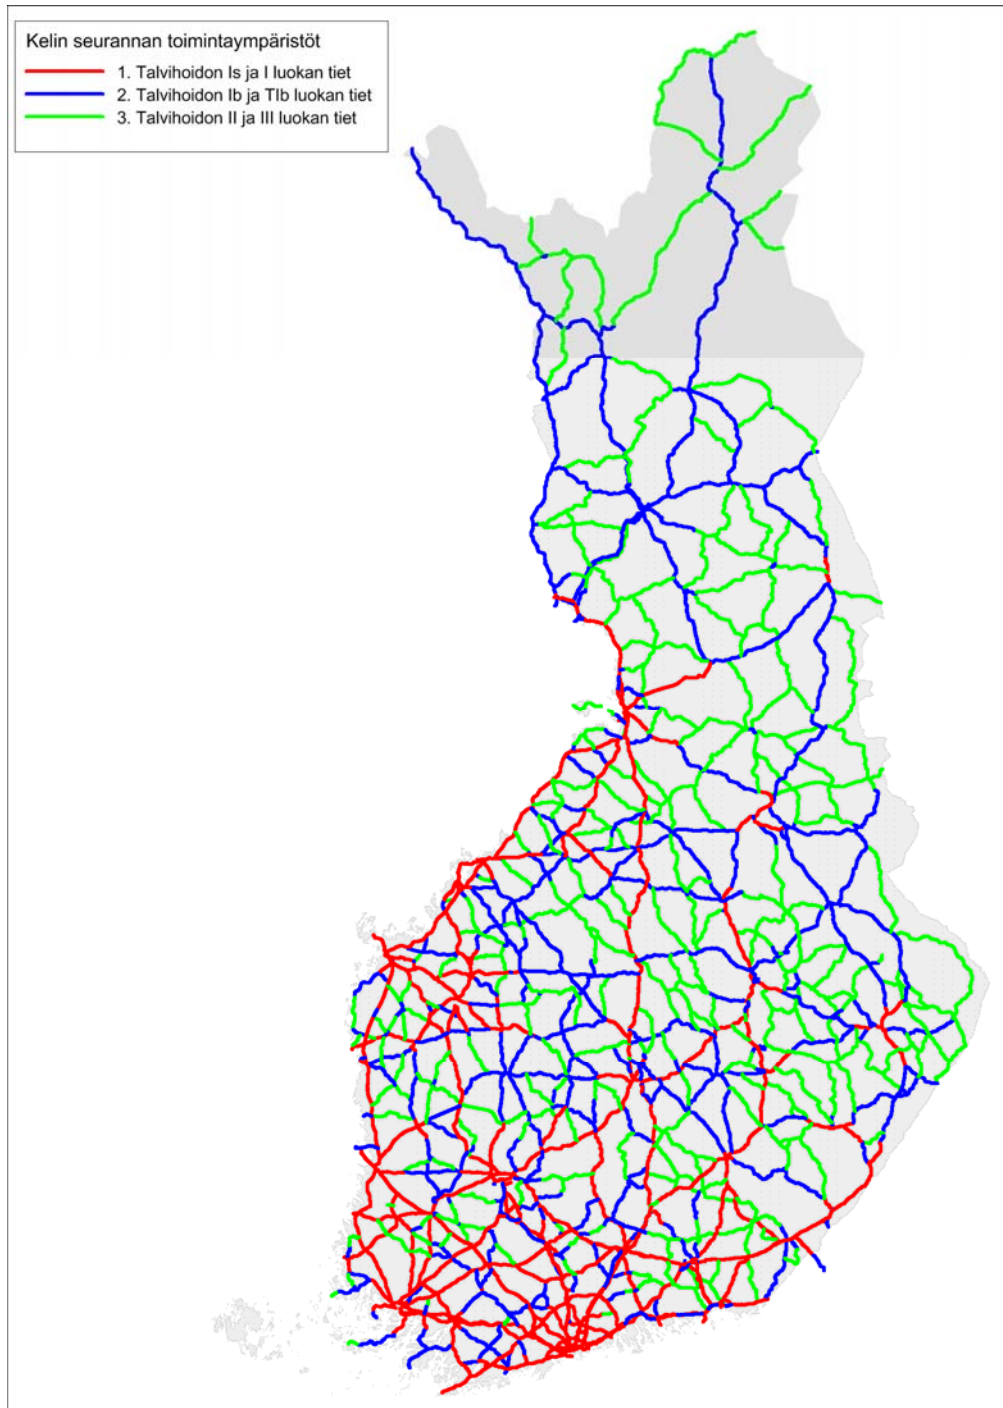 Kelin seurannan toimintaympäristöt
1. Talvihoidon Is ja I luokan tiet
2. Talvihoidon Ib ja TIb luokan tiet
3. Talvihoidon II ja III luokan tiet